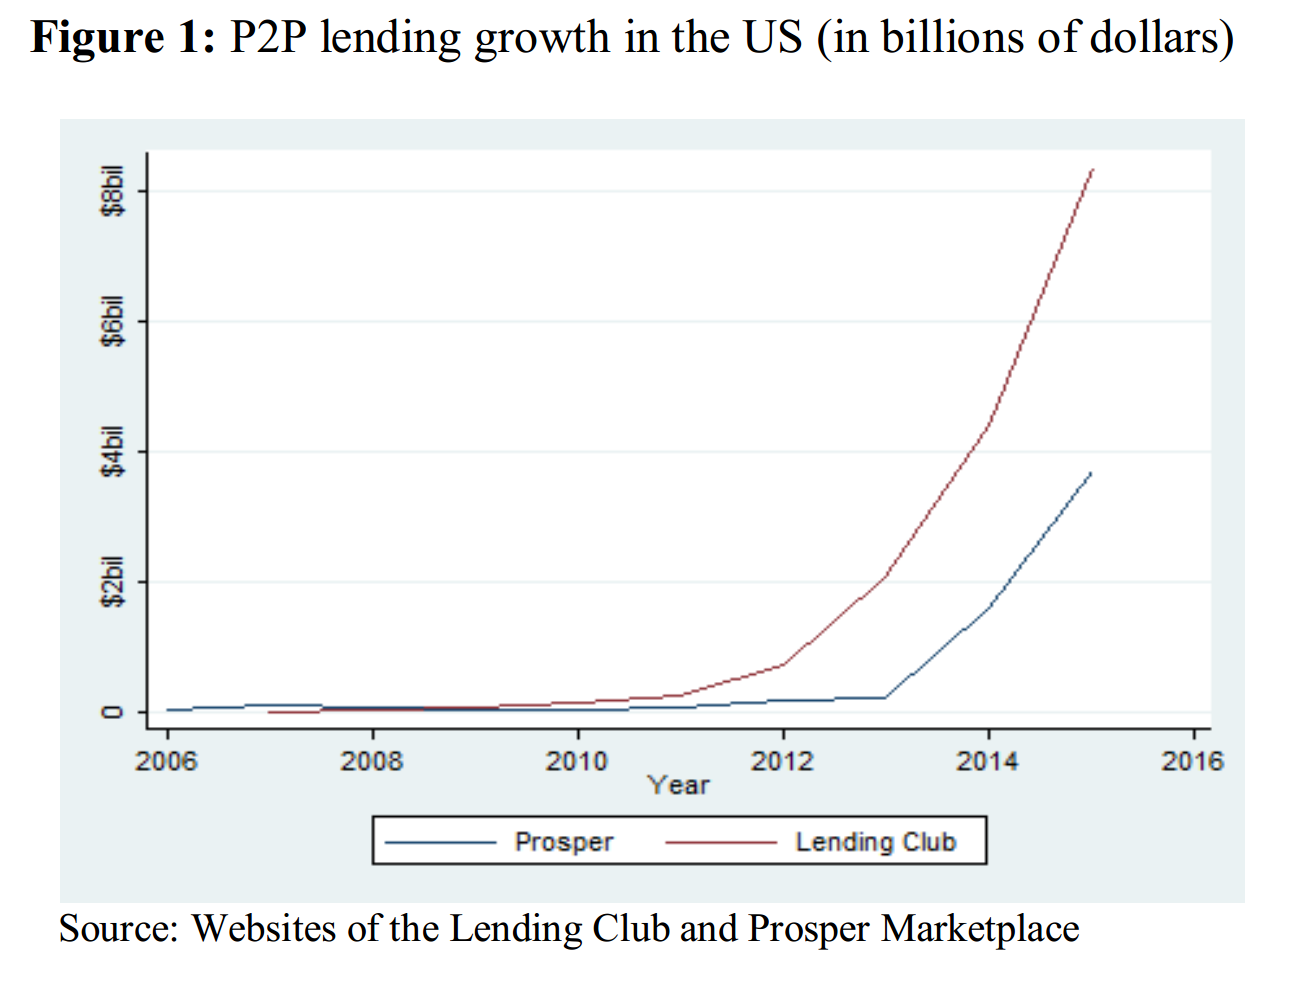 Figure 1: P2P lending growth in the US (in billions of dollars)
$8bil
$6bil
$4bil
$2bil
0
2006 2008 2010 2012 2014 2016
Year
Prosper Lending Club
Source: Websites of the Lending Club and Prosper Marketplace